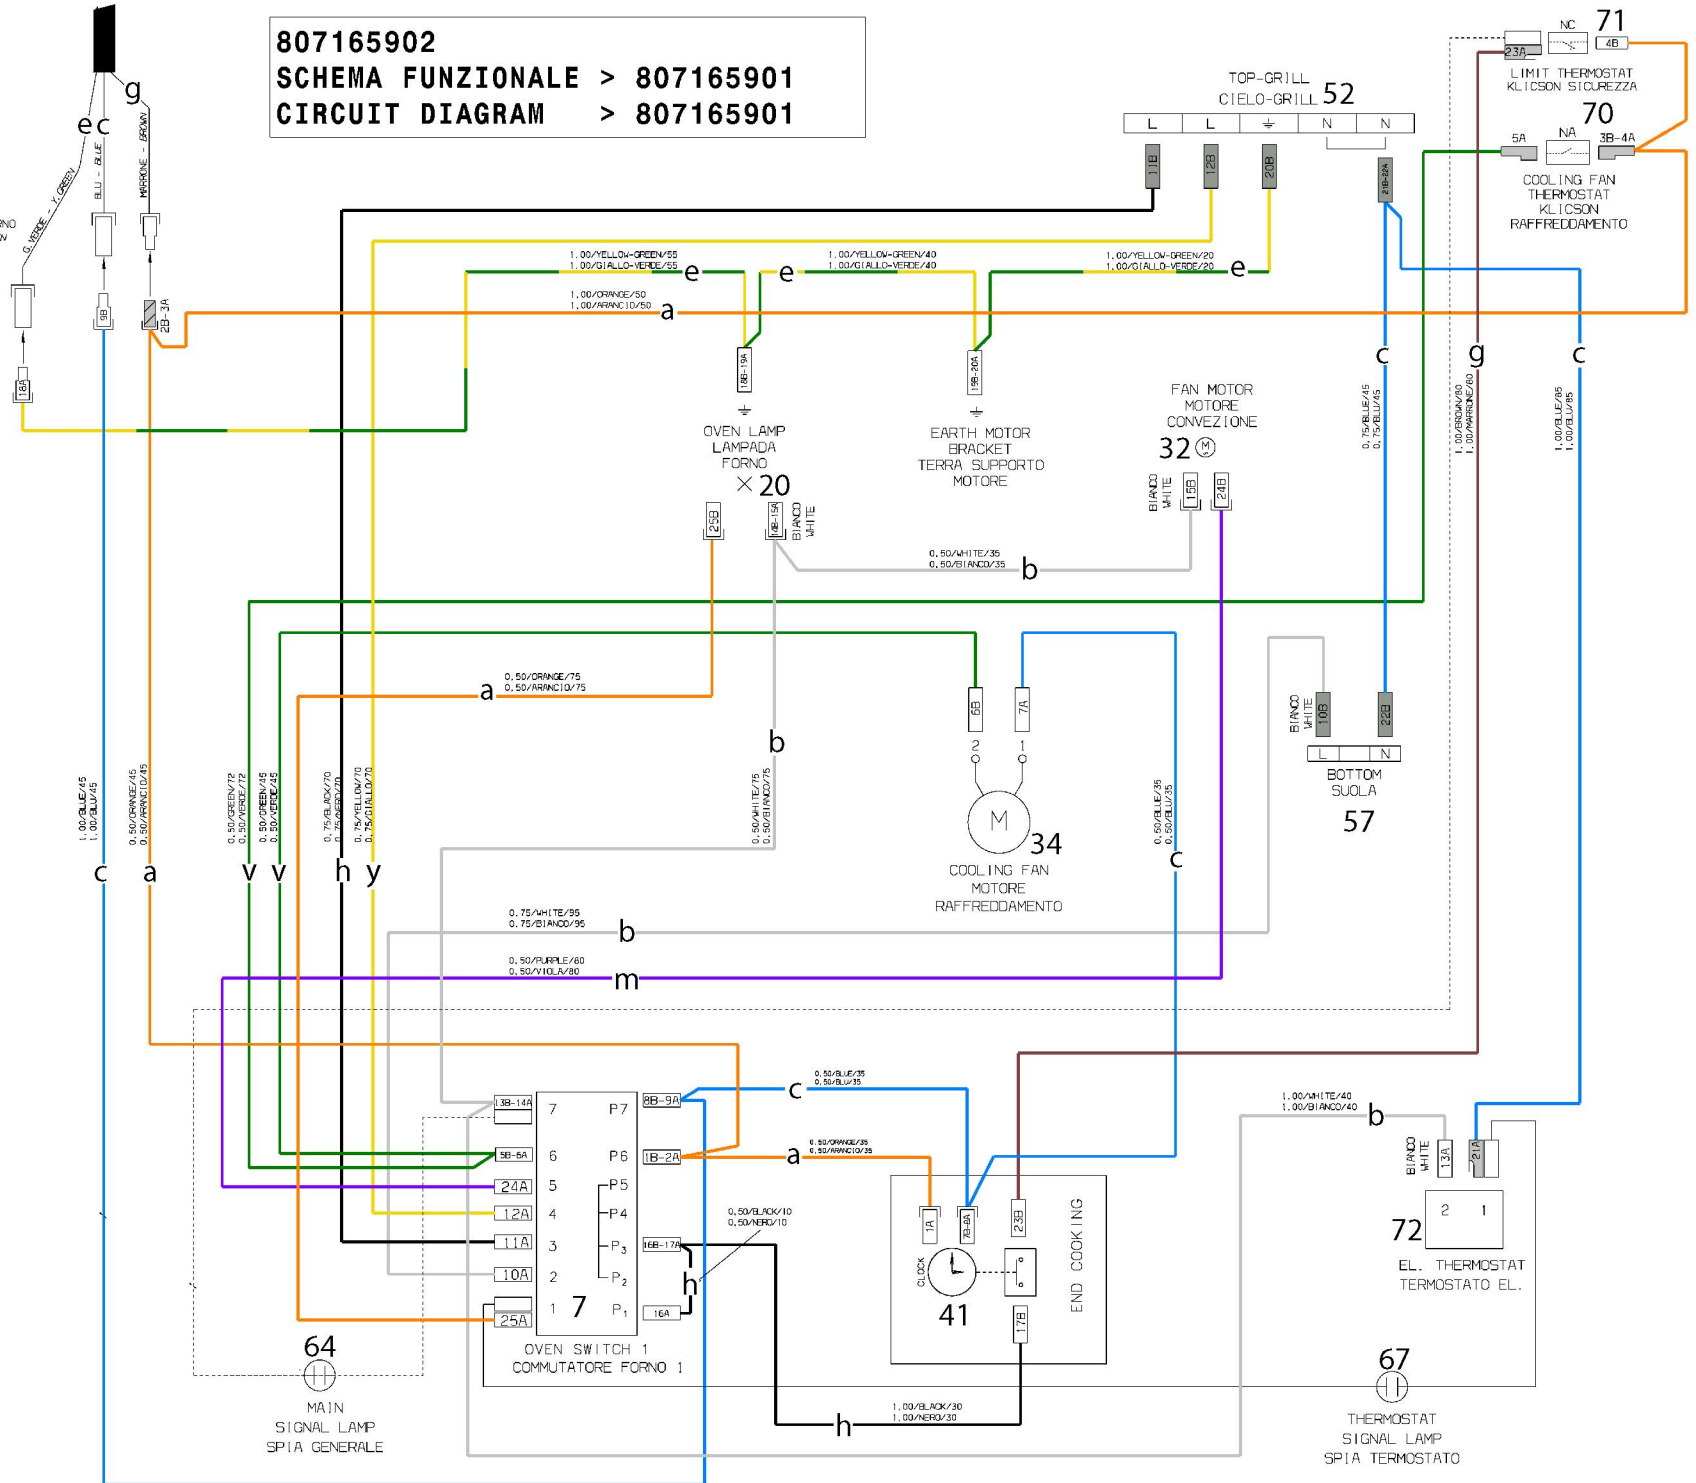 807165902
SCHEMA FUNZIONALE > 807165901
CIRCUIT DIAGRAM > 807165901
g
e
c
G.VERDE - Y.GREEN
BLU - BLUE
MARRONE - BROWN
9B
2B-3A
18A
TOP-GRILL
CIELO-GRILL
52
L
L
N
N
11B
12B
20B
21B-22A
NC
71
23A
4B
LIMIT THERMOSTAT
KLICSON SICUREZZA
70
5A
NA
3B-4A
COOLING FAN
THERMOSTAT
KLICSON
RAFFREDDAMENTO
1.00/YELLOW-GREEN/55
1.00/GIALLO-VERDE/55
e
1.00/YELLOW-GREEN/40
1.00/GIALLO-VERDE/40
e
1.00/YELLOW-GREEN/20
1.00/GIALLO-VERDE/20
e
1.00/ORANGE/50
1.00/ARANCIO/50
a
18B-19A
19B-20A
OVEN LAMP
LAMPADA
FORNO
20
EARTH MOTOR
BRACKET
TERRA SUPPORTO
MOTORE
FAN MOTOR
MOTORE
CONVEZIONE
32
M
c
g
c
0.75/BLUE/45
0.75/BLU/45
1.00/BROWN/80
1.00/MARRONE/80
1.00/BLUE/85
1.00/BLU/85
25B
14B-15A
BIANCO
WHITE
BIANCO
WHITE
15B
24B
0.50/WHITE/35
0.50/BIANCO/35
b
0.50/ORANGE/75
0.50/ARANCIO/75
a
6B
7A
2
1
M
34
COOLING FAN
MOTORE
RAFFREDDAMENTO
BIANCO
WHITE
10B
22B
L
N
BOTTOM
SUOLA
57
b
0.50/WHITE/75
0.50/BIANCO/75
1.00/BLUE/45
1.00/BLU/45
0.50/ORANGE/45
0.50/ARANCIO/45
0.50/GREEN/72
0.50/VERDE/72
0.50/GREEN/45
0.50/VERDE/45
0.75/BLACK/70
0.75/NERO/70
0.75/YELLOW/70
0.75/GIALLO/70
0.50/BLUE/35
0.50/BLU/35
c
c
a
v
v
h
y
0.75/WHITE/95
0.75/BIANCO/95
b
0.50/PURPLE/80
0.50/VIOLA/80
m
0.50/BLUE/35
0.50/BLU/35
c
13B-14A
7
P7
8B-9A
5B-6A
6
P6
1B-2A
a
0.50/ORANGE/35
0.50/ARANCIO/35
24A
5
P5
12A
4
P4
11A
3
P3
16B-17A
10A
2
P2
25A
1
7
P1
16A
h
0.50/BLACK/10
0.50/NERO/10
OVEN SWITCH 1
COMMUTATORE FORNO 1
1A
7B-8A
23B
CLOCK
41
17B
END COOKING
1.00/WHITE/40
1.00/BIANCO/40
b
BIANCO
WHITE
13A
21A
2
1
72
EL. THERMOSTAT
TERMOSTATO EL.
64
MAIN
SIGNAL LAMP
SPIA GENERALE
67
THERMOSTAT
SIGNAL LAMP
SPIA TERMOSTATO
1.00/BLACK/30
1.00/NERO/30
h